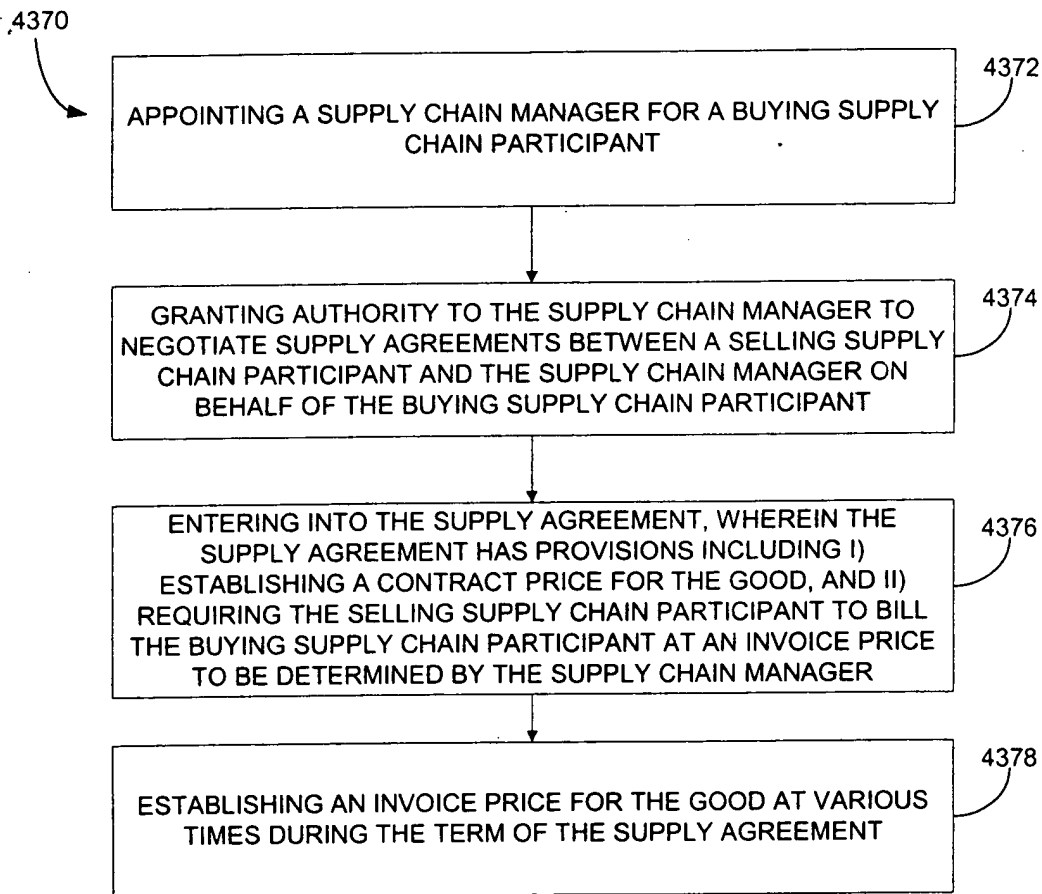 4370
4372
APPOINTING A SUPPLY CHAIN MANAGER FOR A BUYING SUPPLY
CHAIN PARTICIPANT
4374
GRANTING AUTHORITY TO THE SUPPLY CHAIN MANAGER TO
NEGOTIATE SUPPLY AGREEMENTS BETWEEN A SELLING SUPPLY
CHAIN PARTICIPANT AND THE SUPPLY CHAIN MANAGER ON
BEHALF OF THE BUYING SUPPLY CHAIN PARTICIPANT
4376
ENTERING INTO THE SUPPLY AGREEMENT, WHEREIN THE
SUPPLY AGREEMENT HAS PROVISIONS INCLUDING I)
ESTABLISHING A CONTRACT PRICE FOR THE GOOD, AND II)
REQUIRING THE SELLING SUPPLY CHAIN PARTICIPANT TO BILL
THE BUYING SUPPLY CHAIN PARTICIPANT AT AN INVOICE PRICE
TO BE DETERMINED BY THE SUPPLY CHAIN MANAGER
4378
ESTABLISHING AN INVOICE PRICE FOR THE GOOD AT VARIOUS
TIMES DURING THE TERM OF THE SUPPLY AGREEMENT